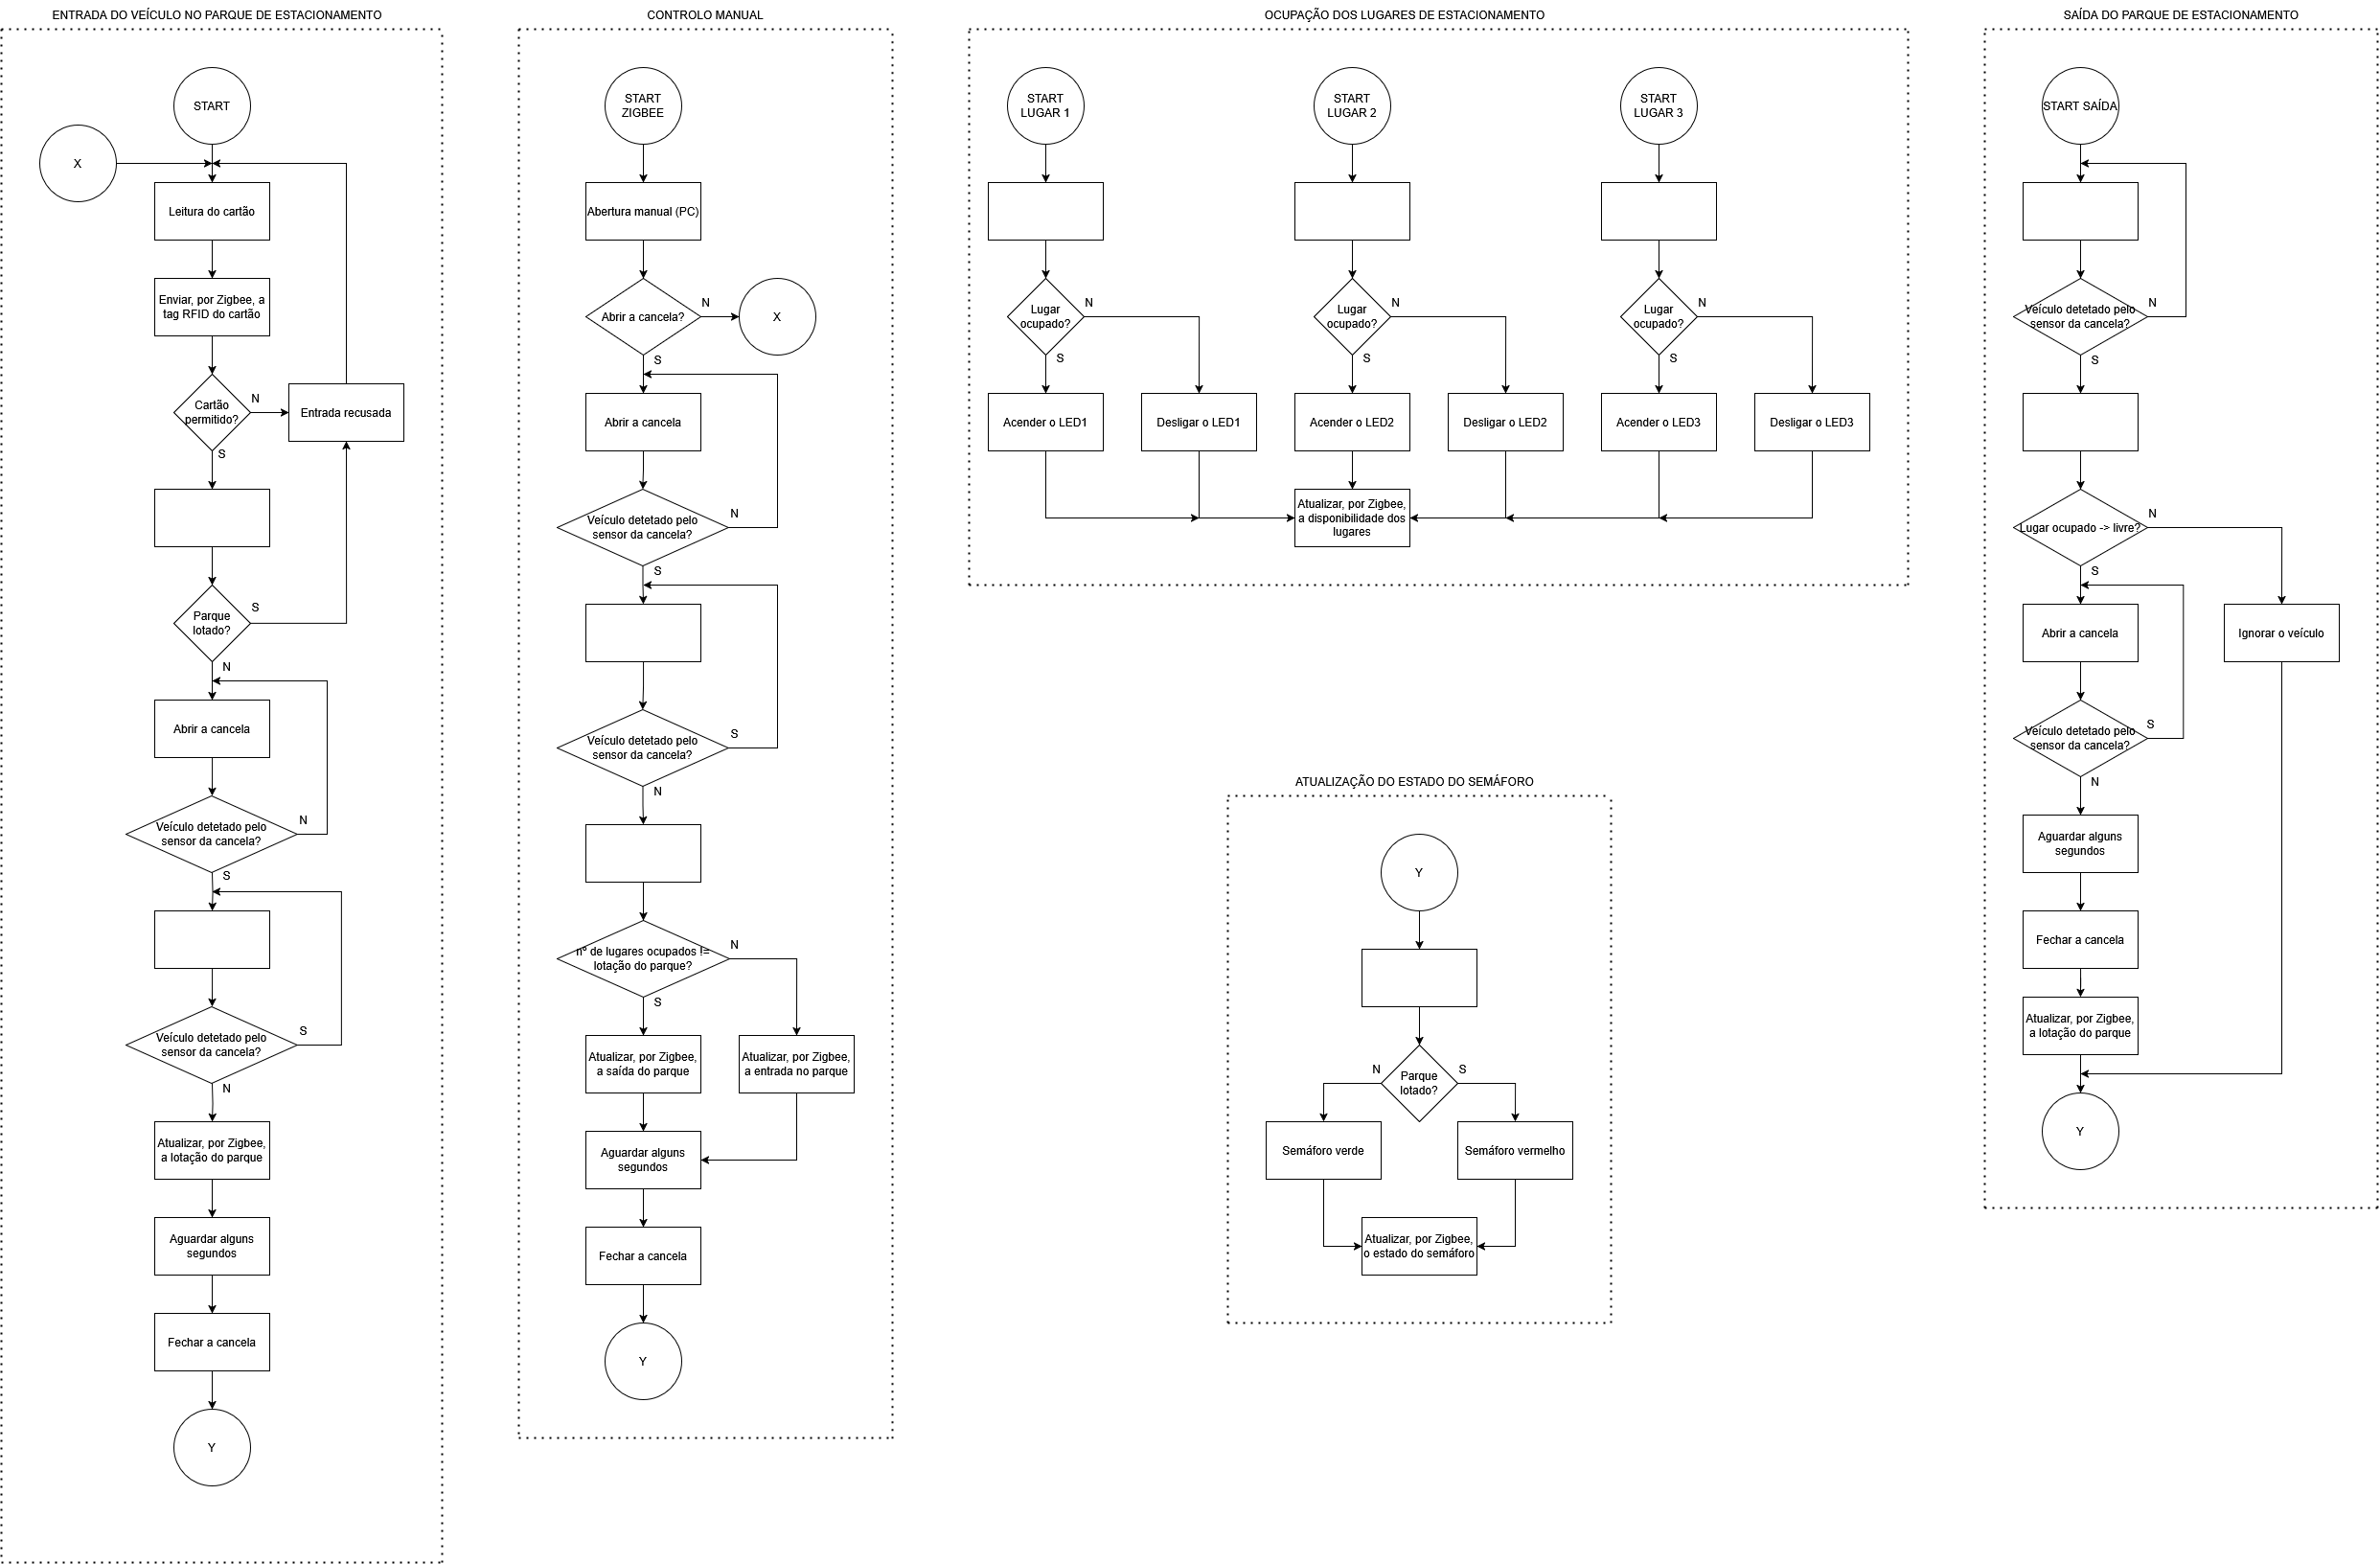 ENTRADA DO VEÍCULO NO PARQUE DE ESTACIONAMENTO
START
X
Leitura do cartão
Enviar, por Zigbee, a
tag RFID do cartão
Cartão
permitido?
N
Entrada recusada
S
Parque
lotado?
S
N
Abrir a cancela
Veículo detetado pelo
sensor da cancela?
N
S
Veículo detetado pelo
sensor da cancela?
S
N
Atualizar, por Zigbee,
a lotação do parque
Aguardar alguns
segundos
Fechar a cancela
Y
CONTROLO MANUAL
START
ZIGBEE
Abertura manual (PC)
Abrir a cancela?
N
X
S
Abrir a cancela
Veículo detetado pelo
sensor da cancela?
N
S
Veículo detetado pelo
sensor da cancela?
S
N
nº de lugares ocupados !=
lotação do parque?
N
S
Atualizar, por Zigbee,
a saída do parque
Atualizar, por Zigbee,
a entrada no parque
Aguardar alguns
segundos
Fechar a cancela
Y
OCUPAÇÃO DOS LUGARES DE ESTACIONAMENTO
START
LUGAR 1
Lugar
ocupado?
N
S
Acender o LED1
Desligar o LED1
START
LUGAR 2
Lugar
ocupado?
N
S
Acender o LED2
Desligar o LED2
START
LUGAR 3
Lugar
ocupado?
N
S
Acender o LED3
Desligar o LED3
Atualizar, por Zigbee,
a disponibilidade dos
lugares
ATUALIZAÇÃO DO ESTADO DO SEMÁFORO
Y
Parque
lotado?
N
S
Semáforo verde
Semáforo vermelho
Atualizar, por Zigbee,
o estado do semáforo
SAÍDA DO PARQUE DE ESTACIONAMENTO
START SAÍDA
Veículo detetado pelo
sensor da cancela?
N
S
Lugar ocupado -> livre?
N
S
Abrir a cancela
Ignorar o veículo
Veículo detetado pelo
sensor da cancela?
S
N
Aguardar alguns
segundos
Fechar a cancela
Atualizar, por Zigbee,
a lotação do parque
Y